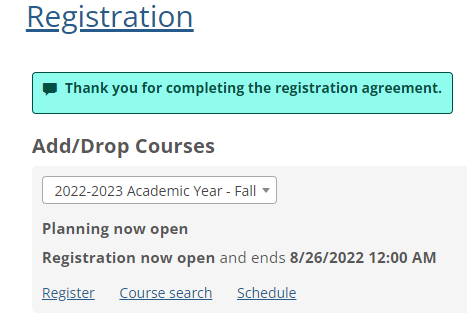 Registration
Thank you for completing the registration agreement.
Add/Drop Courses
2022-2023 Academic Year - Fall
Planning now open
Registration now open and ends 8/26/2022 12:00 AM
Register Course search Schedule